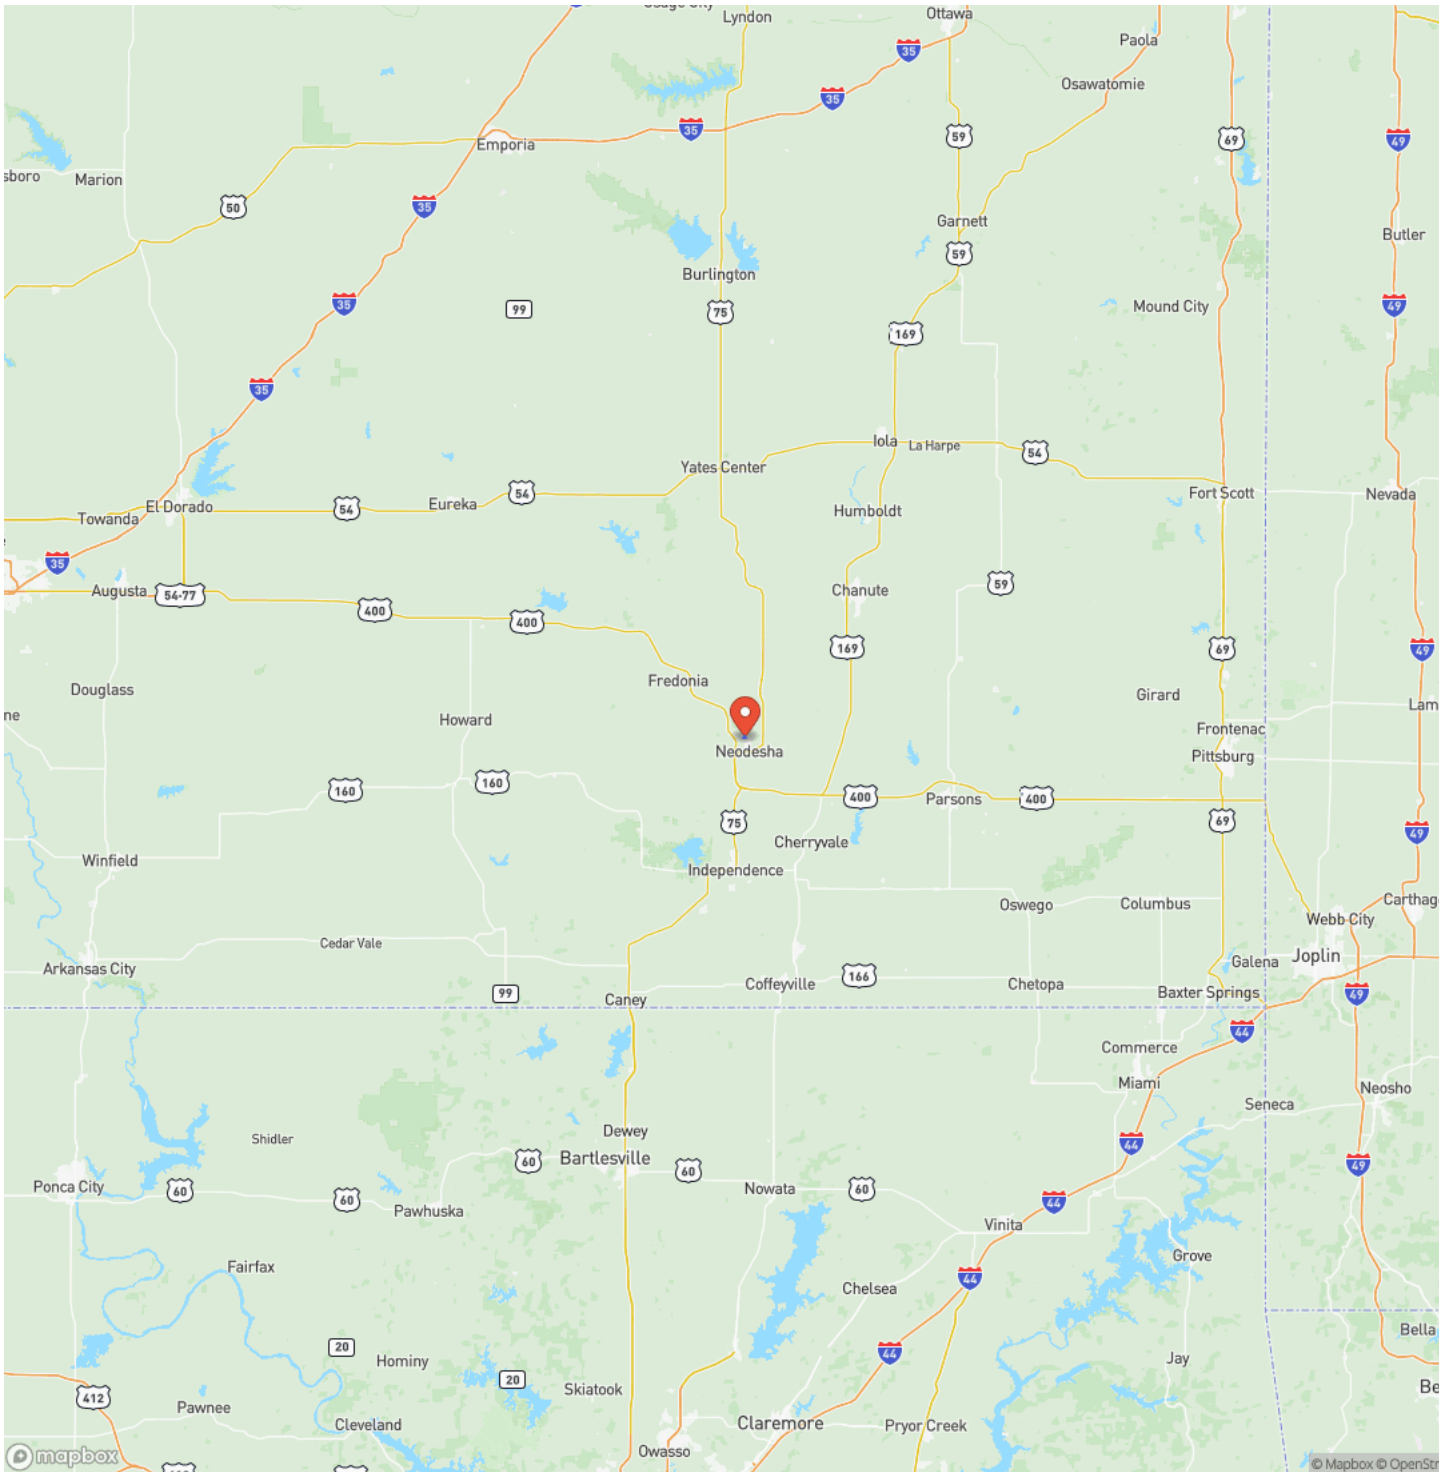 Osage City
Lyndon
Ottawa
Paola
35
Osawatomie
35
35
59
69
49
Emporia
sboro
Marion
50
35
Garnett
Butler
59
Burlington
35
99
75
Mound City
49
169
35
Iola
La Harpe
54
Yates Center
Fort Scott
Nevada
54
Eureka
54
El Dorado
Towanda
Humboldt
35
Augusta
54-77
400
400
Chanute
59
169
69
49
Fredonia
Douglass
Girard
Lam
ne
Howard
Frontenac
Neodesha
Pittsburg
160
160
400
Parsons
400
75
69
49
Cherryvale
Winfield
Independence
Oswego
Columbus
Carthag
Webb City
Cedar Vale
Joplin
Galena
Arkansas City
166
Coffeyville
Chetopa
99
Caney
Baxter Springs
49
44
Commerce
Miami
Neosho
Seneca
Dewey
Shidler
44
Bartlesville
60
60
49
Ponca City
60
60
Nowata
60
44
Pawhuska
Vinita
Grove
Fairfax
44
Chelsea
20
Hominy
44
Bella
Jay
20
Skiatook
Be
412
Pawnee
Cleveland
Claremore
Pryor Creek
Owasso
mapbox
© Mapbox © OpenStr